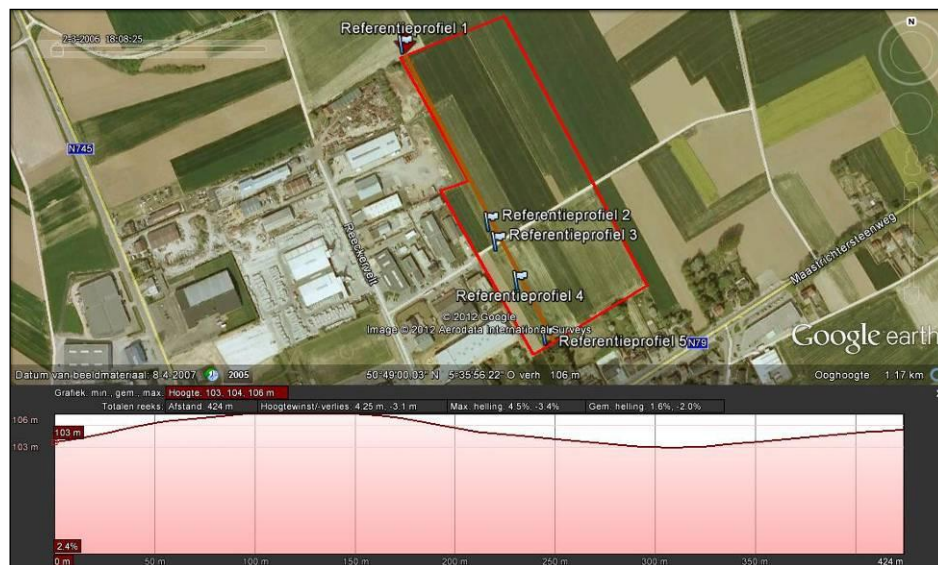 Referentieprofiel 1
2-3-2006 18:08:25
N
N745
Referentieprofiel 2
Referentieprofiel 3
Reeckervelt
Maastrichtersteenweg
Referentieprofiel 4
© 2012 Google
Image © 2012 Aerodata International Surveys
Referentieprofiel 5
N79
Google earth
Datum van beeldmateriaal: 8-4-2007 2005 50°49'00.03" N 5°35'56.22" O verh 106 m Ooghoogte 1.17 km
Grafiek. min., gem., max. Hoogte. 103, 104, 106 m
Totalen reeks: Afstand. 424 m Hoogtewinst/-verlies. 4.25 m, -3.1 m Max. helling. 4.5%, -3.4% Gem. helling. 1.6%, -2.0%
106 m
103 m
103 m
2.4%
0 m 50 m 100 m 150 m 200 m 250 m 300 m 350 m 424 m